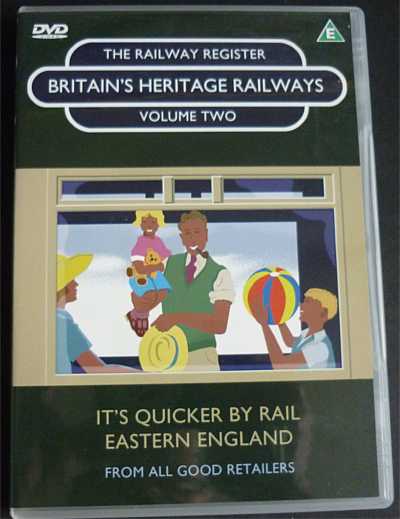 DVD
VIDEO
E
THE RAILWAY REGISTER
BRITAIN'S HERITAGE RAILWAYS
VOLUME TWO
IT'S QUICKER BY RAIL
EASTERN ENGLAND
FROM ALL GOOD RETAILERS